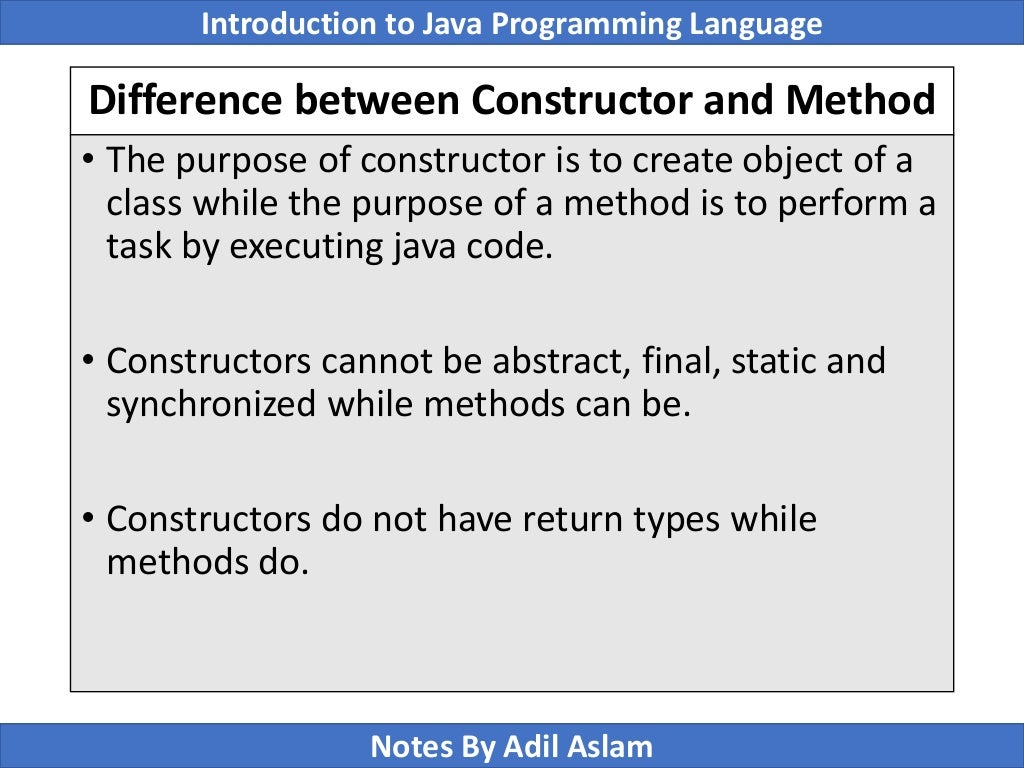 Introduction to Java Programming Language
Difference between Constructor and Method
• The purpose of constructor is to create object of a
class while the purpose of a method is to perform a
task by executing java code.
• Constructors cannot be abstract, final, static and
synchronized while methods can be.
• Constructors do not have return types while
methods do.
Notes By Adil Aslam